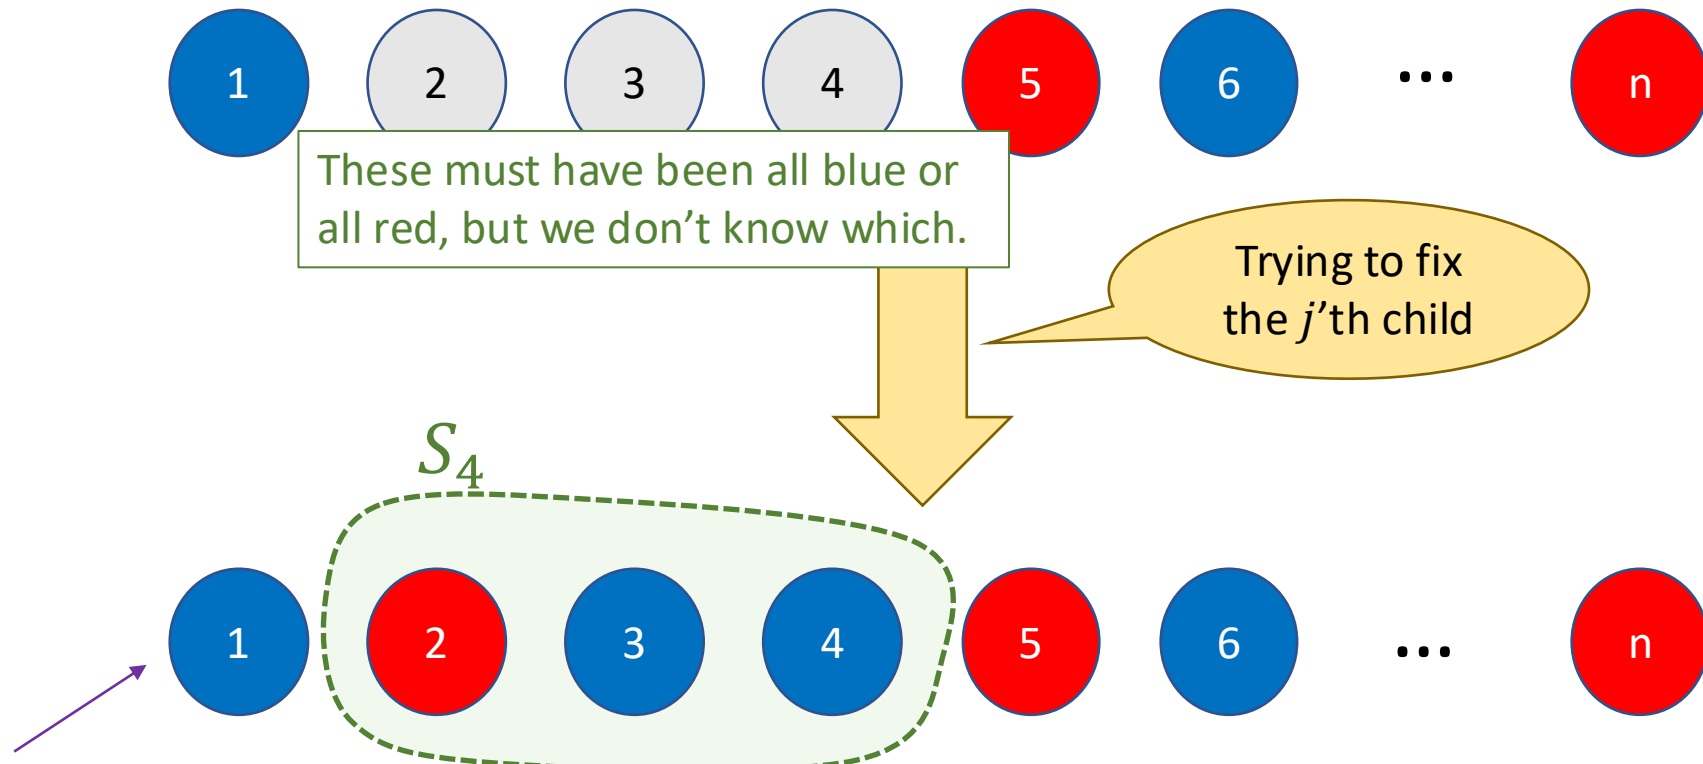 1 2 3 4 5 6 ... n
These must have been all blue or
all red, but we don’t know which.
Trying to fix
the j’th child
S₄
1 2 3 4 5 6 ... n